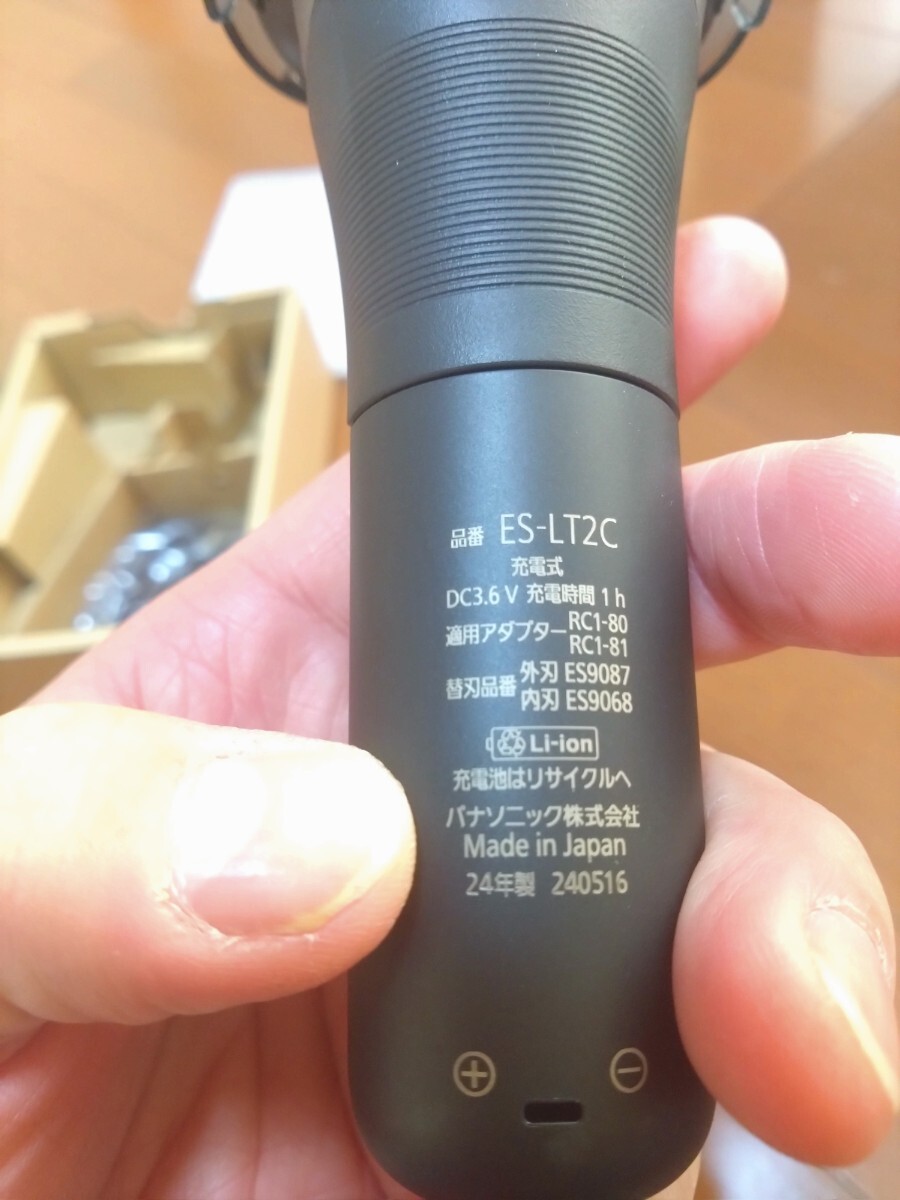 品番 ES-LT2C
充電式
DC3.6 V 充電時間 1 h
適用アダプター RC1-80
RC1-81
替刃品番 外刃 ES9087
内刃 ES9068
Li-ion
充電池はリサイクルへ
パナソニック株式会社
Made in Japan
24年製 240516
+ −